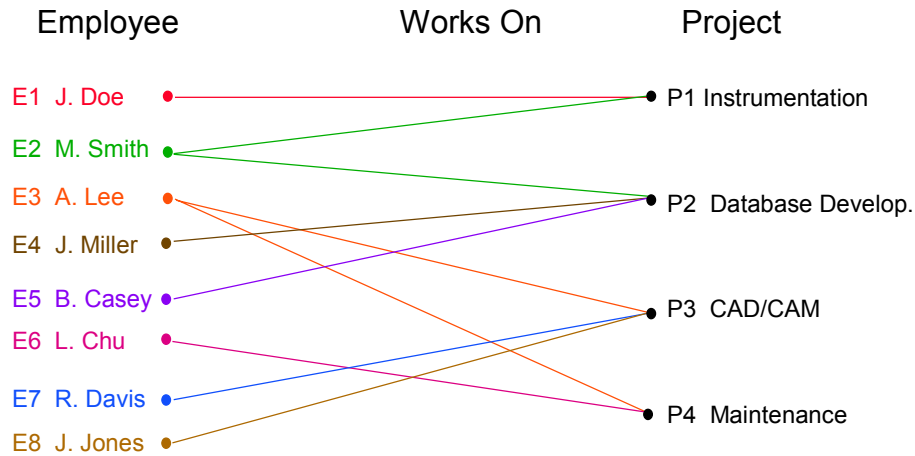 Employee Works On Project
E1 J. Doe P1 Instrumentation
E2 M. Smith
E3 A. Lee P2 Database Develop.
E4 J. Miller
E5 B. Casey P3 CAD/CAM
E6 L. Chu
E7 R. Davis P4 Maintenance
E8 J. Jones